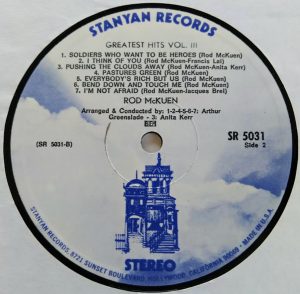 STANYAN RECORDS
GREATEST HITS VOL. III
1. SOLDIERS WHO WANT TO BE HEROES (Rod McKuen)
2. I THINK OF YOU (Rod McKuen-Francis Lai)
3. PUSHING THE CLOUDS AWAY (Rod McKuen-Anita Kerr)
4. PASTURES GREEN (Rod McKuen)
5. EVERYBODY'S RICH BUT US (Rod McKuen)
6. BEND DOWN AND TOUCH ME (Rod McKuen)
7. I'M NOT AFRAID (Rod McKuen-Jacques Brel)
ROD McKUEN
Arranged & Conducted by: 1-2-4-5-6-7: Arthur
Greenslade - 3: Anita Kerr
(SR 5031-B)
SR 5031
Side 2
STEREO
STANYAN RECORDS, 8721 SUNSET BOULEVARD, HOLLYWOOD, CALIFORNIA 90069 - MADE IN U.S.A.